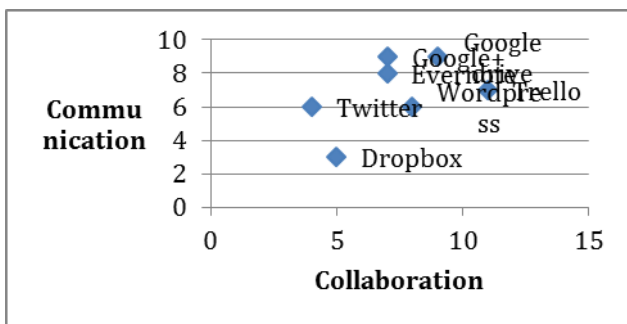 10
8
6
4
2
0
Commu
nication
Google
drive
Google+
Evernote
Wordpre
ss
Trello
Twitter
Dropbox
0 5 10 15
Collaboration